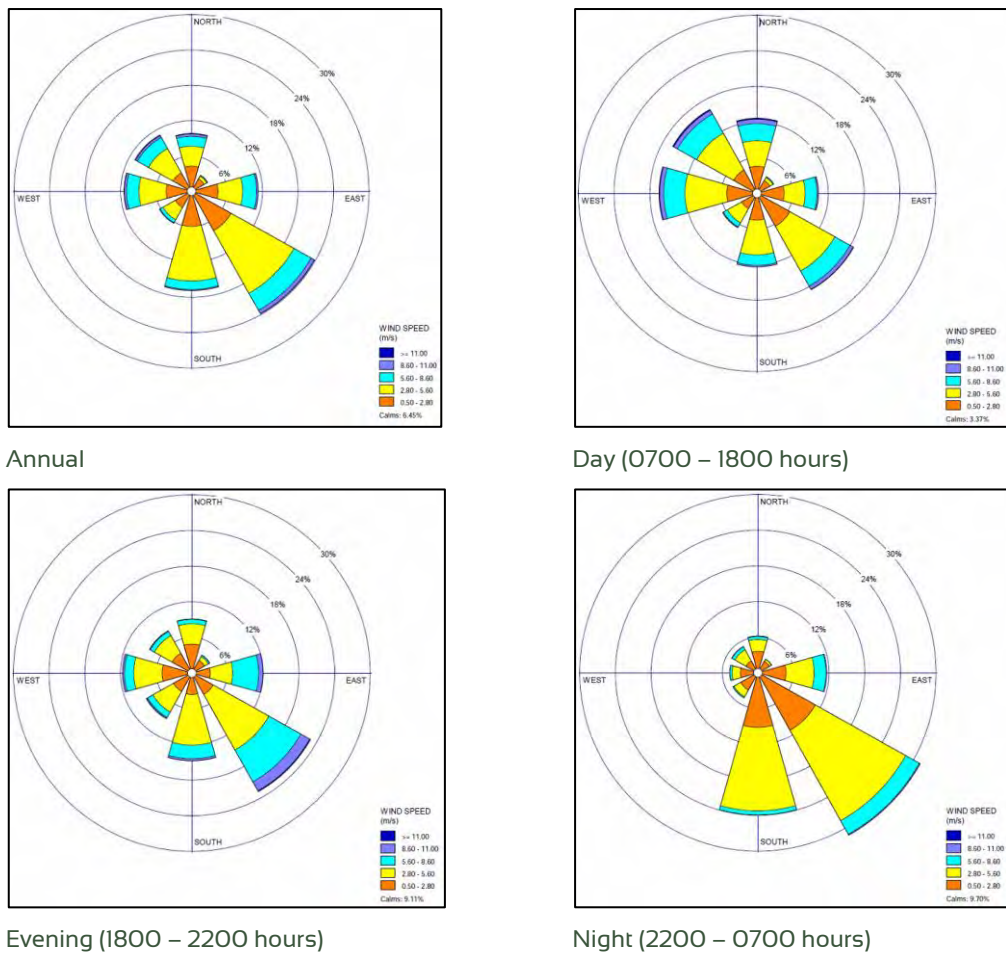 NORTH
30%
24%
18%
12%
6%
WEST
EAST
SOUTH
WIND SPEED
(m/s)
>= 11.00
8.60 - 11.00
5.60 - 8.60
2.80 - 5.60
0.50 - 2.80
Calms: 6.45%
Annual
NORTH
30%
24%
18%
12%
6%
WEST
EAST
SOUTH
WIND SPEED
(m/s)
>= 11.00
8.60 - 11.00
5.60 - 8.60
2.80 - 5.60
0.50 - 2.80
Calms: 3.37%
Day (0700 – 1800 hours)
NORTH
30%
24%
18%
12%
6%
WEST
EAST
SOUTH
WIND SPEED
(m/s)
>= 11.00
8.60 - 11.00
5.60 - 8.60
2.80 - 5.60
0.50 - 2.80
Calms: 9.11%
Evening (1800 – 2200 hours)
NORTH
30%
24%
18%
12%
6%
WEST
EAST
SOUTH
WIND SPEED
(m/s)
>= 11.00
8.60 - 11.00
5.60 - 8.60
2.80 - 5.60
0.50 - 2.80
Calms: 9.70%
Night (2200 – 0700 hours)